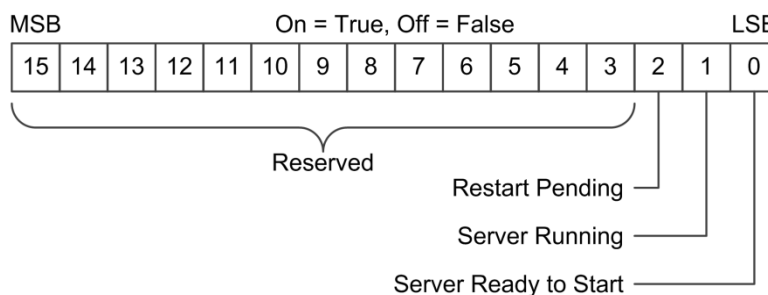 MSB On = True, Off = False LSB
15 14 13 12 11 10 9 8 7 6 5 4 3 2 1 0
Reserved
Restart Pending
Server Running
Server Ready to Start